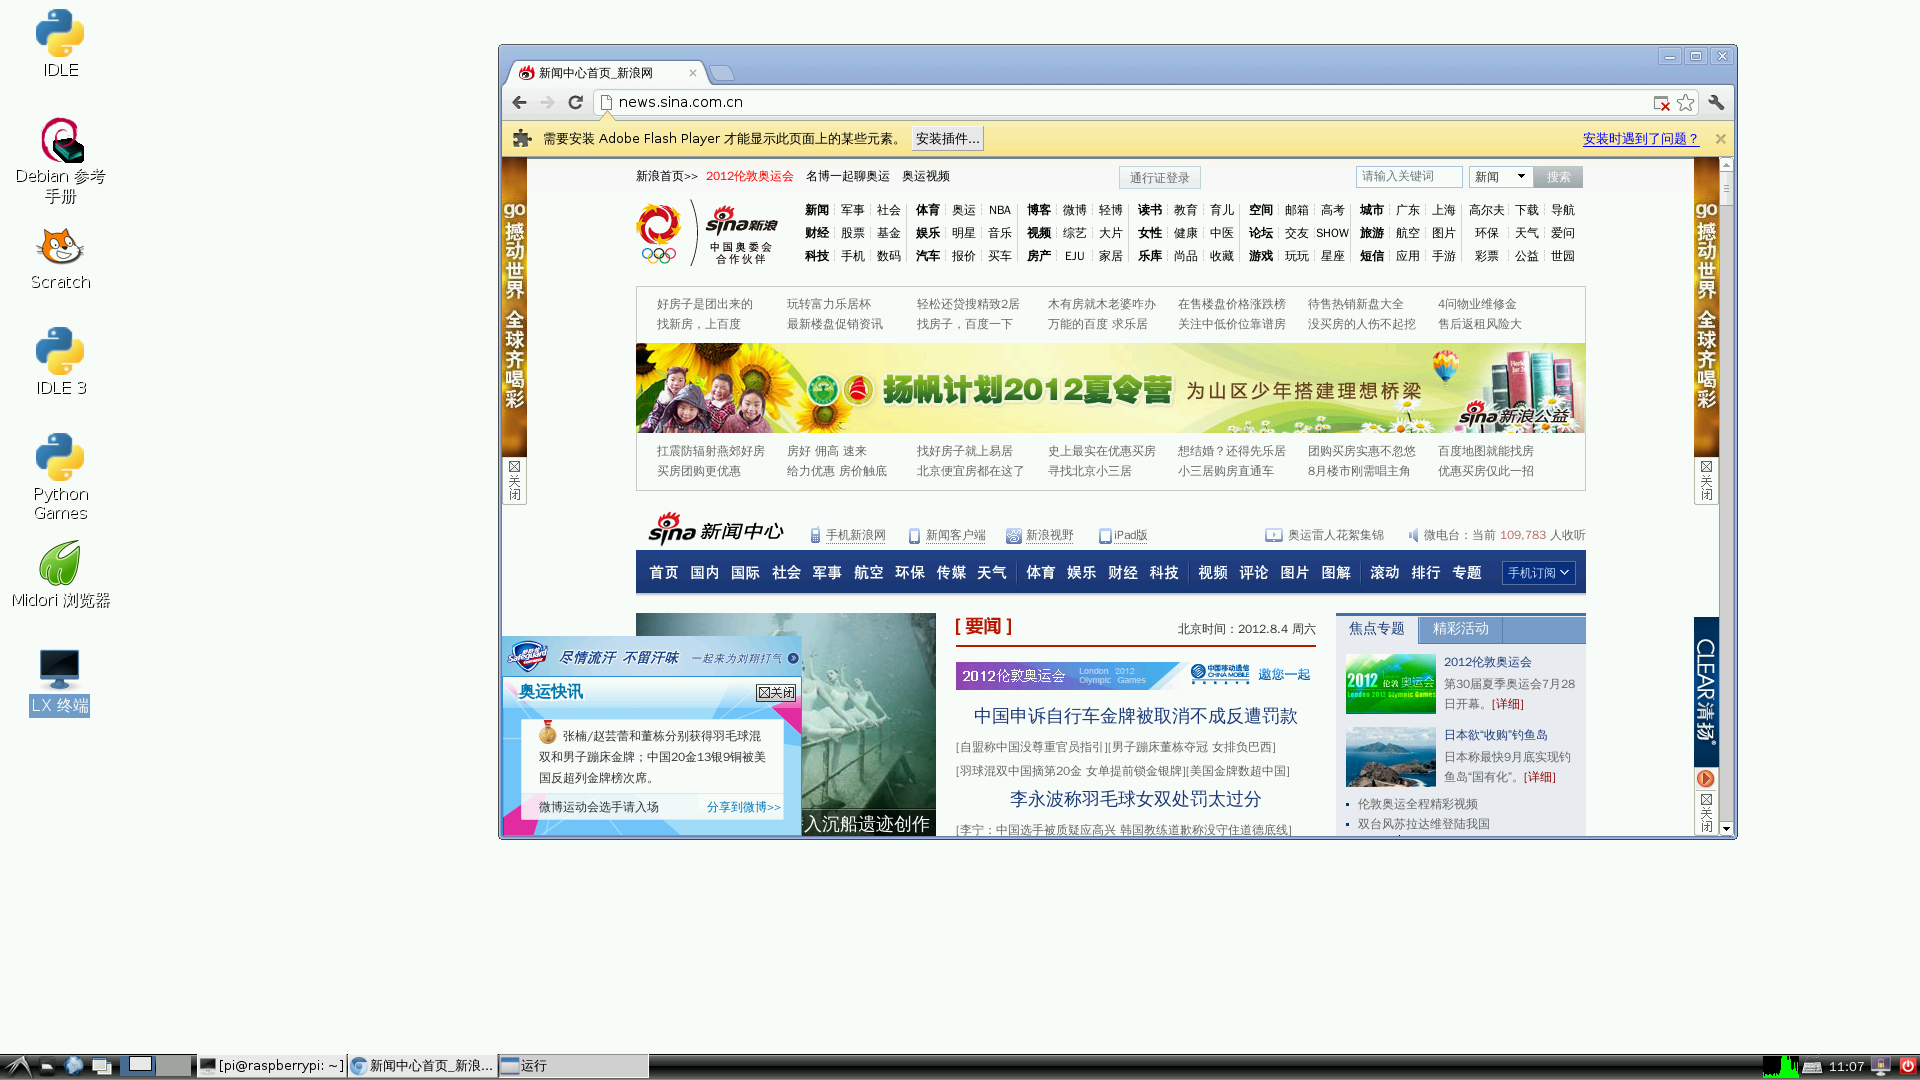 IDLE
Debian 参考
手册
Scratch
IDLE 3
Python
Games
Midori 浏览器
LX 终端
新闻中心首页_新浪网
news.sina.com.cn
需要安装 Adobe Flash Player 才能显示此页面上的某些元素。 安装插件... 安装时遇到了问题？
新浪首页>> 2012伦敦奥运会 名博一起聊奥运 奥运视频 通行证登录 请输入关键词 新闻 搜索
go 撼动世界 全球齐喝彩
关闭
go 撼动世界 全球齐喝彩
关闭
sina新浪
中国奥委会
合作伙伴
新闻 军事 社会 体育 奥运 NBA 博客 微博 轻博 读书 教育 育儿 空间 邮箱 高考 城市 广东 上海 高尔夫 下载 导航
财经 股票 基金 娱乐 明星 音乐 视频 综艺 大片 女性 健康 中医 论坛 交友 SHOW 旅游 航空 图片 环保 天气 爱问
科技 手机 数码 汽车 报价 买车 房产 EJU 家居 乐库 尚品 收藏 游戏 玩玩 星座 短信 应用 手游 彩票 公益 世园
好房子是团出来的 玩转富力乐居杯 轻松还贷搜精致2居 木有房就木老婆咋办 在售楼盘价格涨跌榜 待售热销新盘大全 4问物业维修金
找新房，上百度 最新楼盘促销资讯 找房子，百度一下 万能的百度 求乐居 关注中低价位靠谱房 没买房的人伤不起挖 售后返租风险大
扬帆计划2012夏令营 为山区少年搭建理想桥梁 sina新浪公益
扛震防辐射燕郊好房 房好 佣高 速来 找好房子就上易居 史上最实在优惠买房 想结婚？还得先乐居 团购买房实惠不忽悠 百度地图就能找房
买房团购更优惠 给力优惠 房价触底 北京便宜房都在这了 寻找北京小三居 小三居购房直通车 8月楼市刚需唱主角 优惠买房仅此一招
sina 新闻中心 手机新浪网 新闻客户端 新浪视野 iPad版 奥运雷人花絮集锦 微电台：当前 109,783 人收听
首页 国内 国际 社会 军事 航空 环保 传媒 天气 体育 娱乐 财经 科技 视频 评论 图片 图解 滚动 排行 专题 手机订阅
Safeguard 尽情流汗 不留汗味 一起来为刘翔打气
奥运快讯 关闭
张楠/赵芸蕾和董栋分别获得羽毛球混
双和男子蹦床金牌；中国20金13银9铜被美
国反超列金牌榜次席。
微博运动会选手请入场 分享到微博>>
入沉船遗迹创作
[ 要闻 ] 北京时间：2012.8.4 周六
2012伦敦奥运会 London 2012 Olympic Games 中国移动通信 CHINA MOBILE 邀您一起
中国申诉自行车金牌被取消不成反遭罚款
[自盟称中国没尊重官员指引][男子蹦床董栋夺冠 女排负巴西]
[羽球混双中国摘第20金 女单提前锁金银牌][美国金牌数超中国]
李永波称羽毛球女双处罚太过分
[李宁：中国选手被质疑应高兴 韩国教练道歉称没守住道德底线]
焦点专题 精彩活动
2012 伦敦 奥运会
London 2012 Olympic Games
2012伦敦奥运会
第30届夏季奥运会7月28
日开幕。[详细]
日本欲“收购”钓鱼岛
日本称最快9月底实现钓
鱼岛“国有化”。[详细]
伦敦奥运全程精彩视频
双台风苏拉达维登陆我国
CLEAR清扬
关闭
[pi@raspberrypi: ~] 新闻中心首页_新浪... 运行 11:07